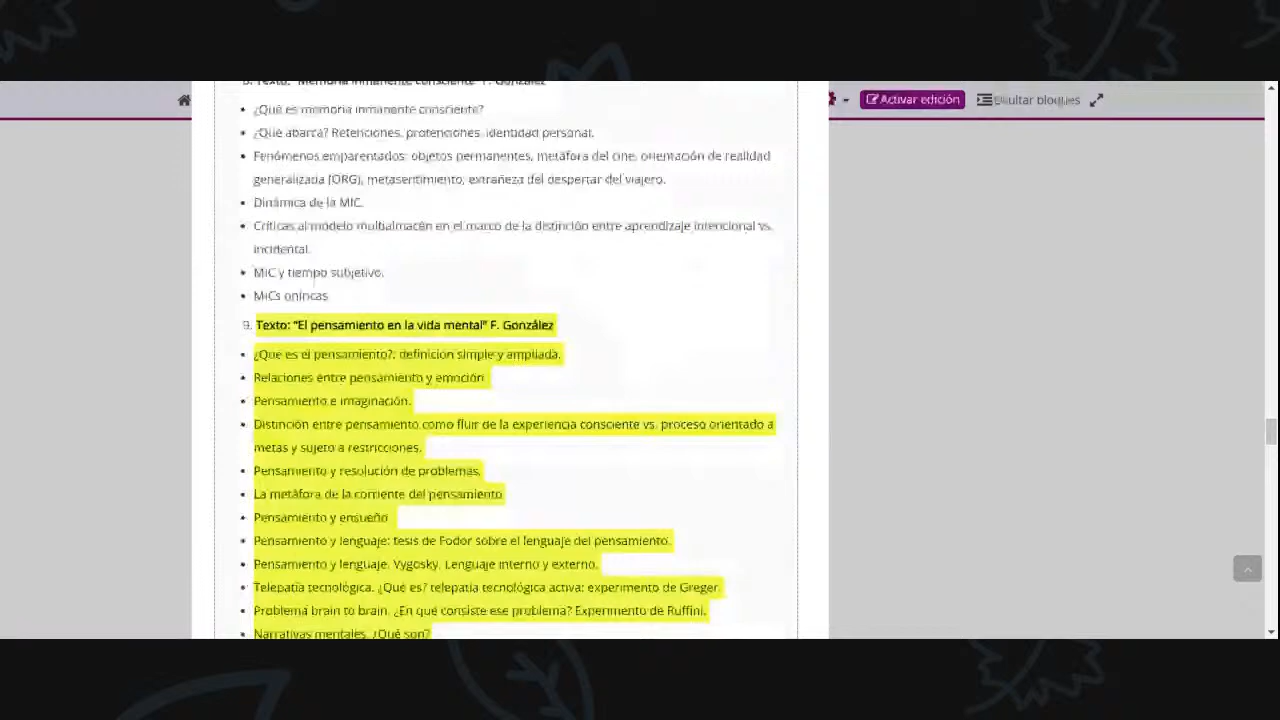 8. Texto: "Memoria inmanente consciente" F. González
Activar edición
Ocultar bloques
• ¿Qué es memoria inmanente consciente?
• ¿Qué abarca? Retenciones, protenciones, identidad personal.
• Fenómenos emparentados: objetos permanentes, metáfora del cine, orientación de realidad
generalizada (ORG), metasentimiento, extrañeza del despertar del viajero.
• Dinámica de la MIC.
• Críticas al modelo multialmacén en el marco de la distinción entre aprendizaje intencional vs.
incidental.
• MIC y tiempo subjetivo.
• MICs oníricas
9. Texto: "El pensamiento en la vida mental" F. González
• ¿Qué es el pensamiento?: definición simple y ampliada.
• Relaciones entre pensamiento y emoción
• Pensamiento e imaginación.
• Distinción entre pensamiento como fluir de la experiencia consciente vs. proceso orientado a
metas y sujeto a restricciones.
• Pensamiento y resolución de problemas.
• La metáfora de la corriente del pensamiento
• Pensamiento y ensueño
• Pensamiento y lenguaje: tesis de Fodor sobre el lenguaje del pensamiento.
• Pensamiento y lenguaje. Vygosky. Lenguaje interno y externo.
• Telepatía tecnológica. ¿Qué es? telepatía tecnológica activa: experimento de Greger.
• Problema brain to brain. ¿En qué consiste ese problema? Experimento de Ruffini.
• Narrativas mentales. ¿Qué son?